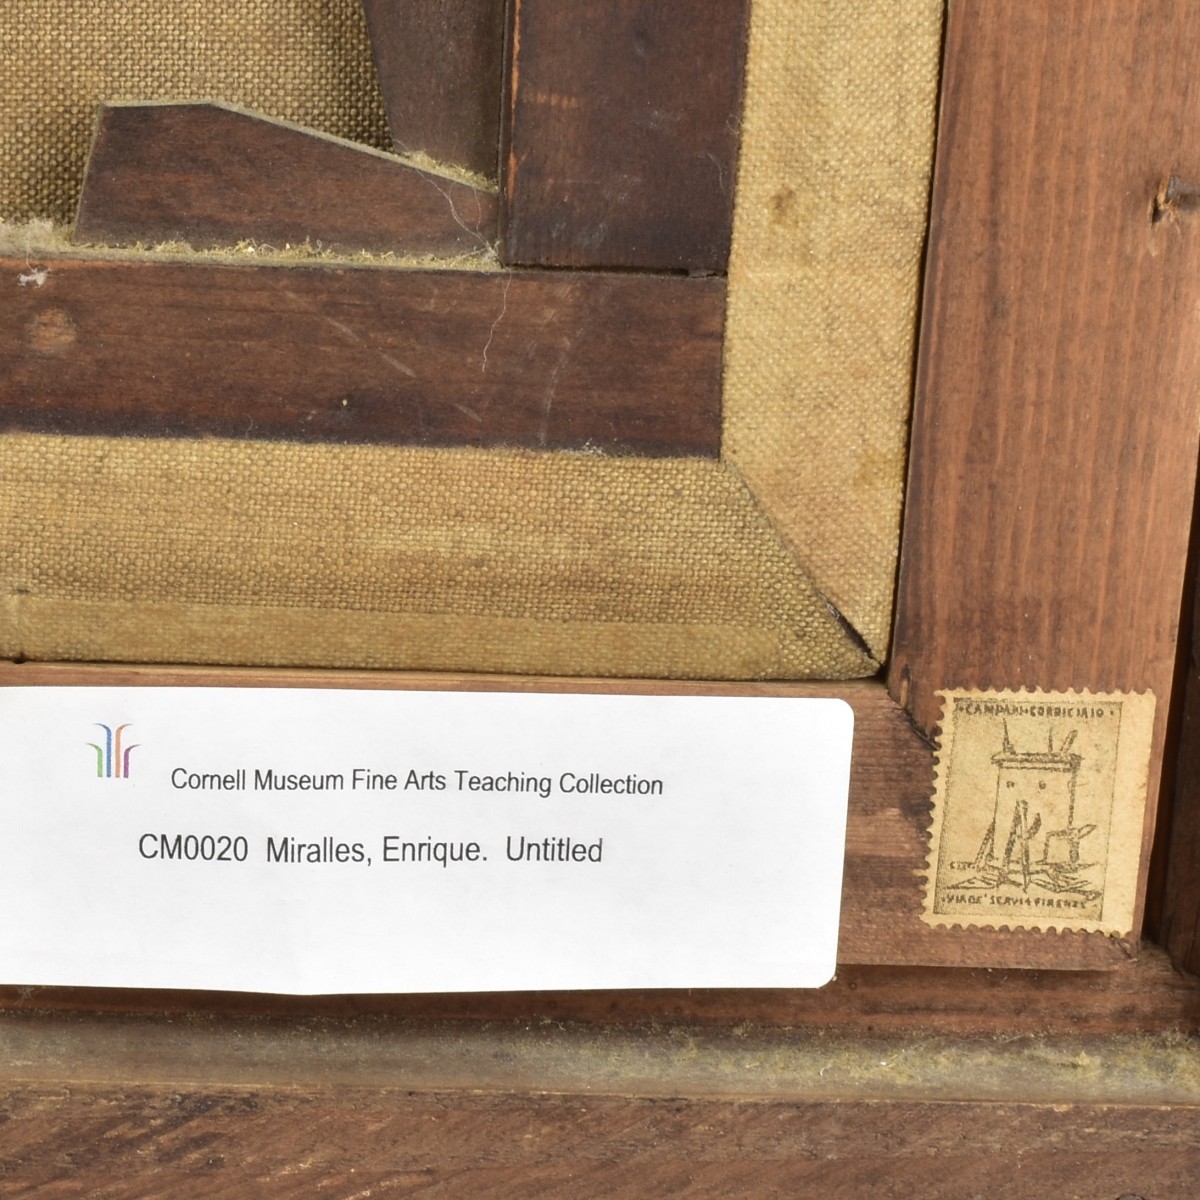 Cornell Museum Fine Arts Teaching Collection
CM0020 Miralles, Enrique. Untitled
CAMPANI•CORNICIAIO
VIA DE' SERVI 4 FIRENZE